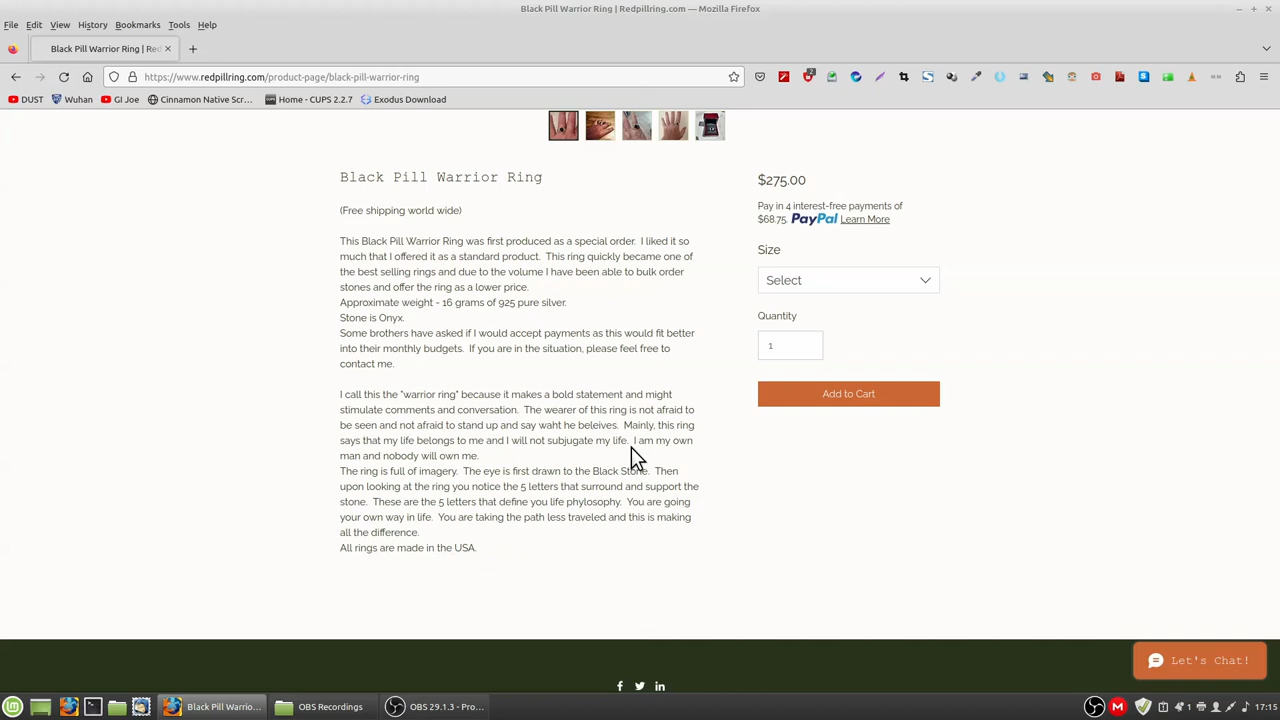 Black Pill Warrior Ring | Redpillring.com — Mozilla Firefox
File Edit View History Bookmarks Tools Help
Black Pill Warrior Ring | Red
https://www.redpillring.com/product-page/black-pill-warrior-ring
DUST Wuhan GI Joe Cinnamon Native Scr... Home - CUPS 2.2.7 Exodus Download
Black Pill Warrior Ring
(Free shipping world wide)
This Black Pill Warrior Ring was first produced as a special order. I liked it so
much that I offered it as a standard product. This ring quickly became one of
the best selling rings and due to the volume I have been able to bulk order
stones and offer the ring as a lower price.
Approximate weight - 16 grams of 925 pure silver.
Stone is Onyx.
Some brothers have asked if I would accept payments as this would fit better
into their monthly budgets. If you are in the situation, please feel free to
contact me.
I call this the "warrior ring" because it makes a bold statement and might
stimulate comments and conversation. The wearer of this ring is not afraid to
be seen and not afraid to stand up and say waht he beleives. Mainly, this ring
says that my life belongs to me and I will not subjugate my life. I am my own
man and nobody will own me.
The ring is full of imagery. The eye is first drawn to the Black Stone. Then
upon looking at the ring you notice the 5 letters that surround and support the
stone. These are the 5 letters that define you life phylosophy. You are going
your own way in life. You are taking the path less traveled and this is making
all the difference.
All rings are made in the USA.
$275.00
Pay in 4 interest-free payments of
$68.75. PayPal Learn More
Size
Select
Quantity
1
Add to Cart
Let's Chat!
Black Pill Warrio... OBS Recordings OBS 29.1.3 - Pro... 1 17:15